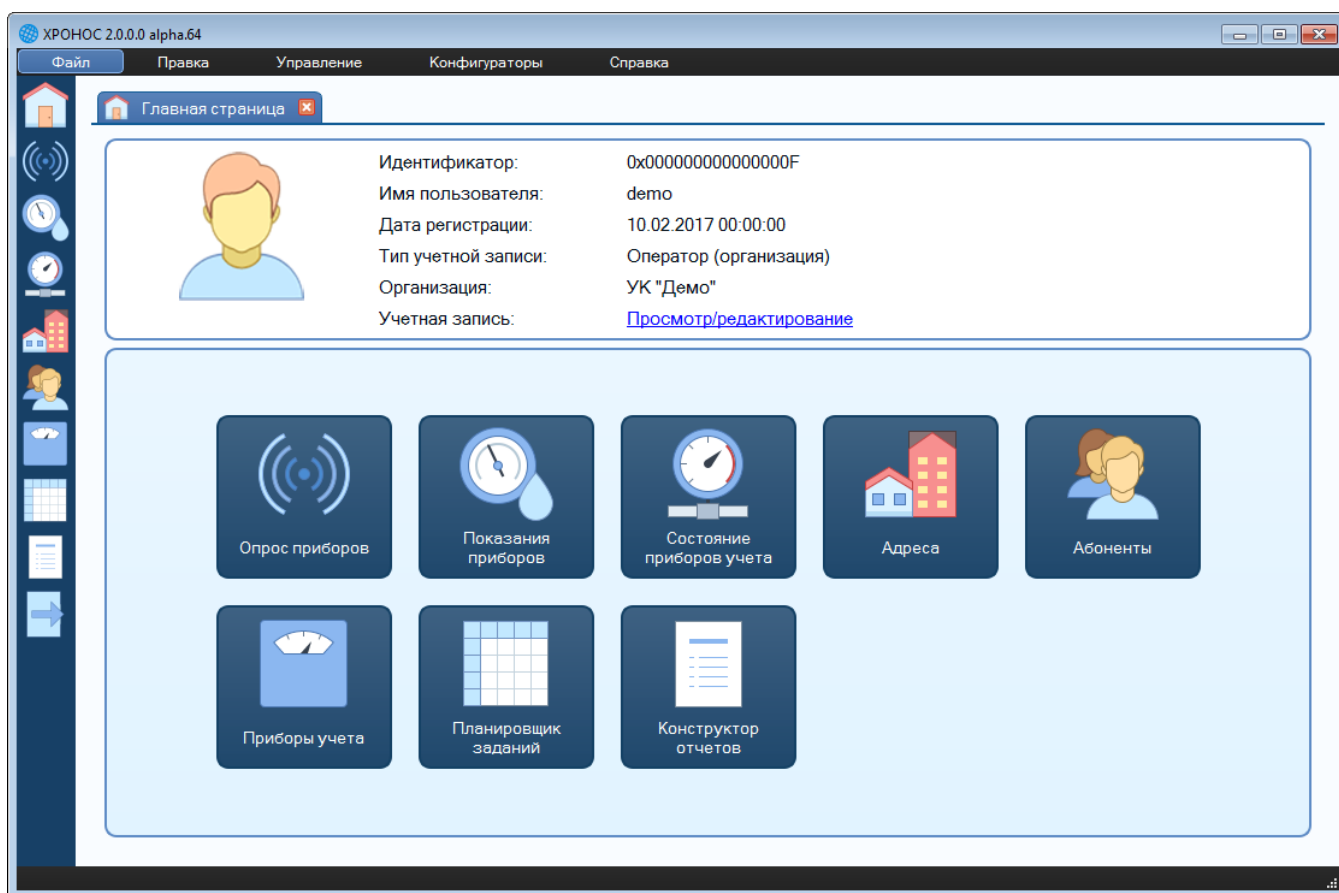 ХРОНОС 2.0.0.0 alpha.64
Файл Правка Управление Конфигураторы Справка
Главная страница
Идентификатор: 0x000000000000000F
Имя пользователя: demo
Дата регистрации: 10.02.2017 00:00:00
Тип учетной записи: Оператор (организация)
Организация: УК "Демо"
Учетная запись: Просмотр/редактирование
Опрос приборов
Показания
приборов
Состояние
приборов учета
Адреса
Абоненты
Приборы учета
Планировщик
заданий
Конструктор
отчетов